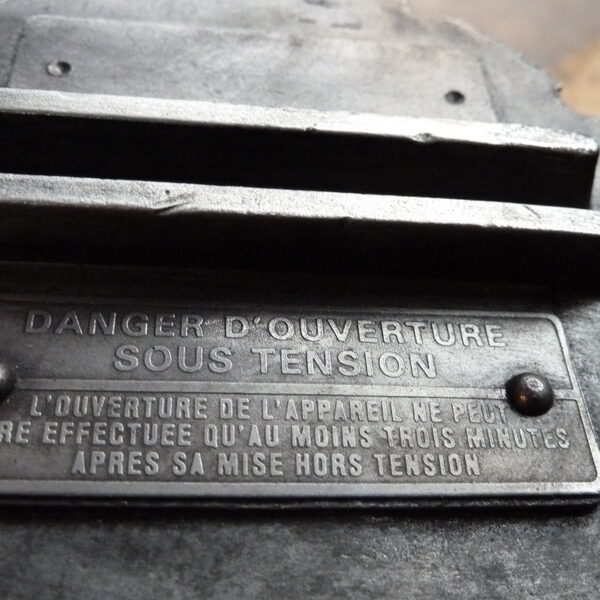 DANGER D'OUVERTURE
SOUS TENSION
L'OUVERTURE DE L'APPAREIL NE PEUT
RE EFFECTUEE QU'AU MOINS TROIS MINUTES
APRES SA MISE HORS TENSION